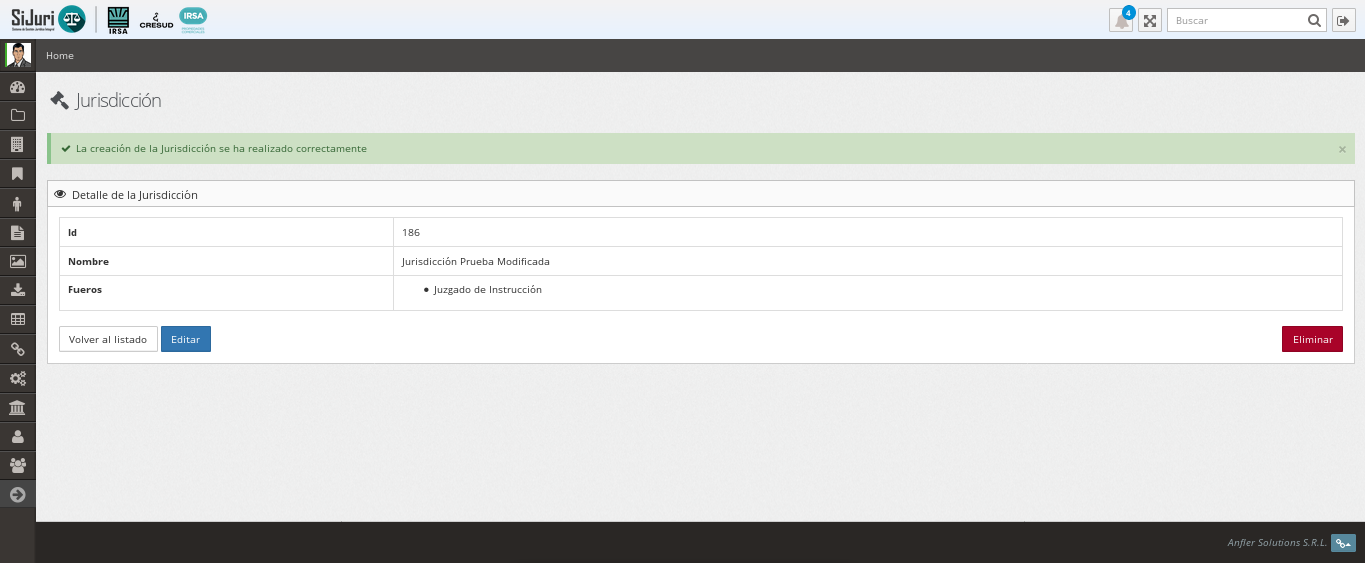 SiJuri
IRSA
CRESUD
IRSA
4
Buscar
Home
Jurisdicción
La creación de la Jurisdicción se ha realizado correctamente
×
Detalle de la Jurisdicción
Id
186
Nombre
Jurisdicción Prueba Modificada
Fueros
Juzgado de Instrucción
Volver al listado
Editar
Eliminar
Anfler Solutions S.R.L.